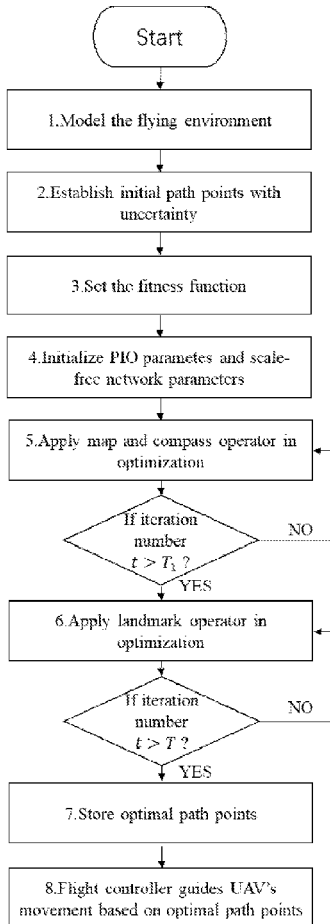 Start
1.Model the flying environment
2.Establish initial path points with
uncertainty
3.Set the fitness function
4.Initialize PIO parametes and scale-
free network parameters
5.Apply map and compass operator in
optimization
If iteration
number
t > T₁ ?
NO
YES
6.Apply landmark operator in
optimization
If iteration
number
t > T ?
NO
YES
7.Store optimal path points
8.Flight controller guides UAV's
movement based on optimal path points